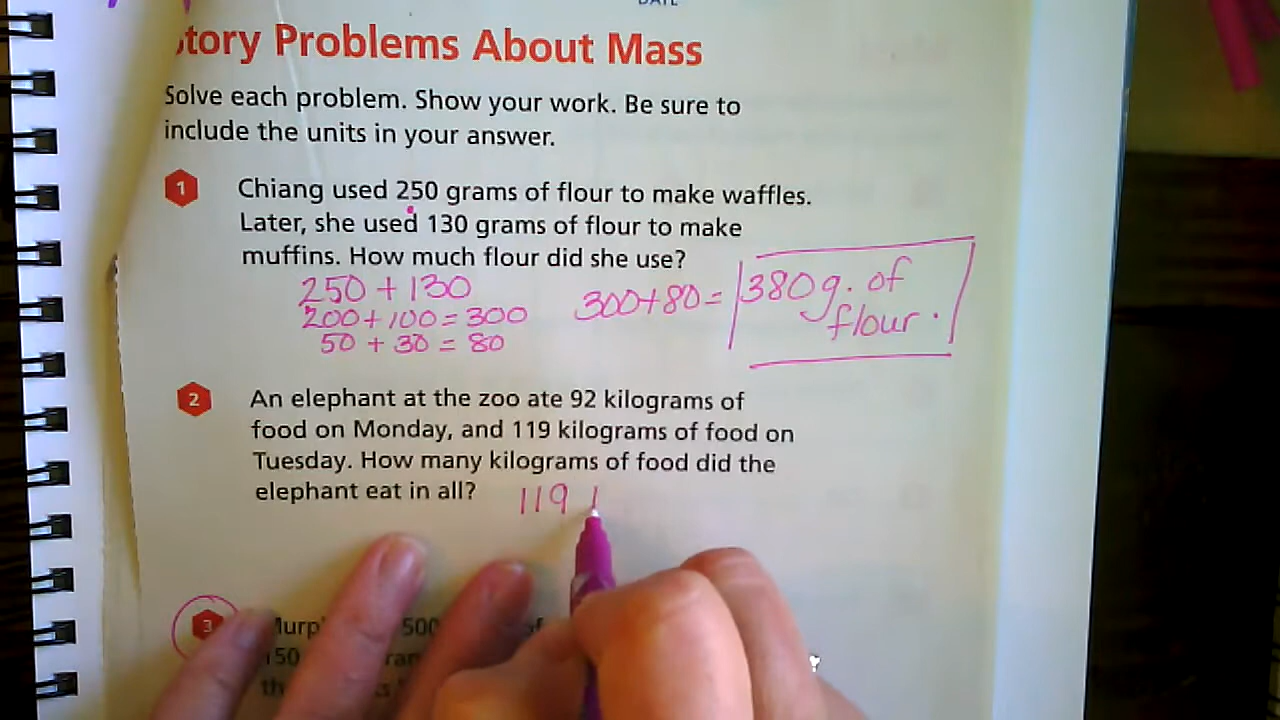 DATE
Story Problems About Mass
Solve each problem. Show your work. Be sure to
include the units in your answer.
1 Chiang used 250 grams of flour to make waffles.
Later, she used 130 grams of flour to make
muffins. How much flour did she use?
250 + 130
200 + 100 = 300
50 + 30 = 80
300 + 80 = 380 g. of
flour.
2 An elephant at the zoo ate 92 kilograms of
food on Monday, and 119 kilograms of food on
Tuesday. How many kilograms of food did the
elephant eat in all?
119
3 500
150